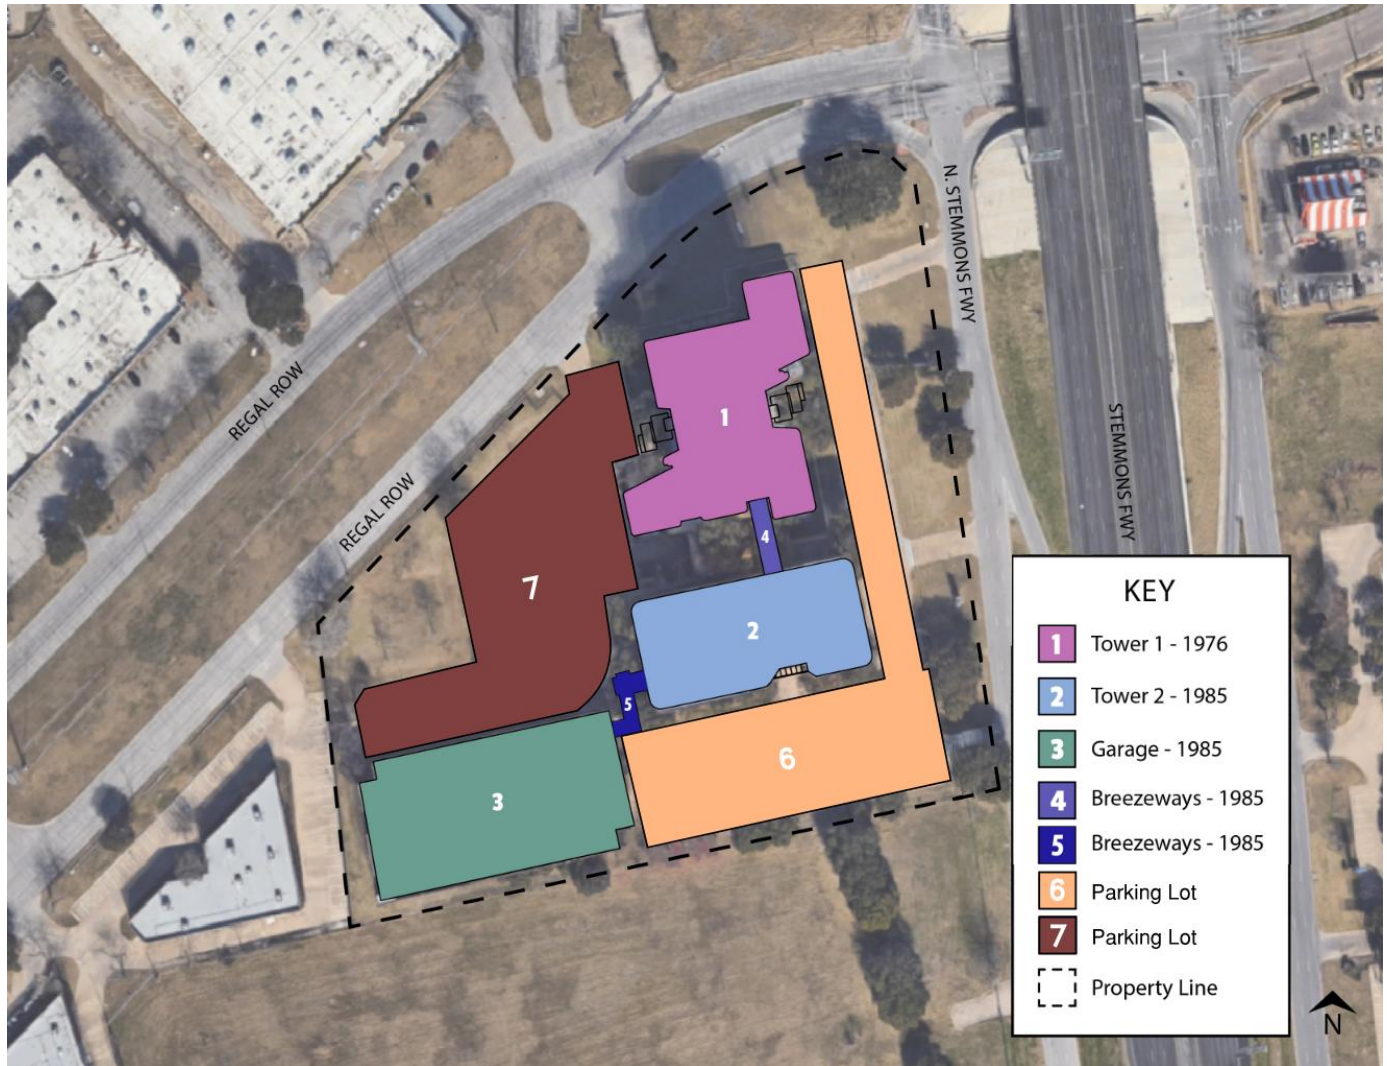 N. STEMMONS FWY
REGAL ROW
REGAL ROW
STEMMONS FWY
1
4
7
2
5
6
3
KEY
1 Tower 1 - 1976
2 Tower 2 - 1985
3 Garage - 1985
4 Breezeways - 1985
5 Breezeways - 1985
6 Parking Lot
7 Parking Lot
Property Line
N